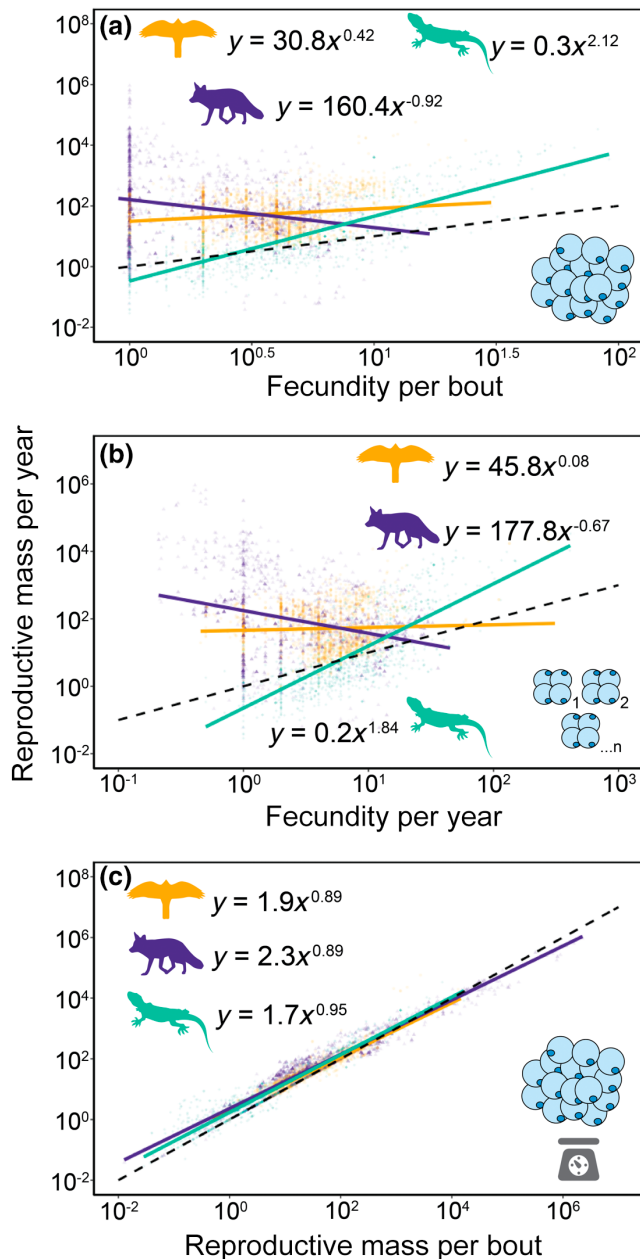 (a)
y = 30.8x^0.42
y = 0.3x^2.12
y = 160.4x^-0.92
10^8
10^6
10^4
10^2
10^0
10^-2
10^0 10^0.5 10^1 10^1.5 10^2
Fecundity per bout
Reproductive mass per year
(b)
y = 45.8x^0.08
y = 177.8x^-0.67
y = 0.2x^1.84
10^6
10^4
10^2
10^0
10^-2
1 2
...n
10^-1 10^0 10^1 10^2 10^3
Fecundity per year
(c)
y = 1.9x^0.89
y = 2.3x^0.89
y = 1.7x^0.95
10^8
10^6
10^4
10^2
10^0
10^-2
10^-2 10^0 10^2 10^4 10^6
Reproductive mass per bout